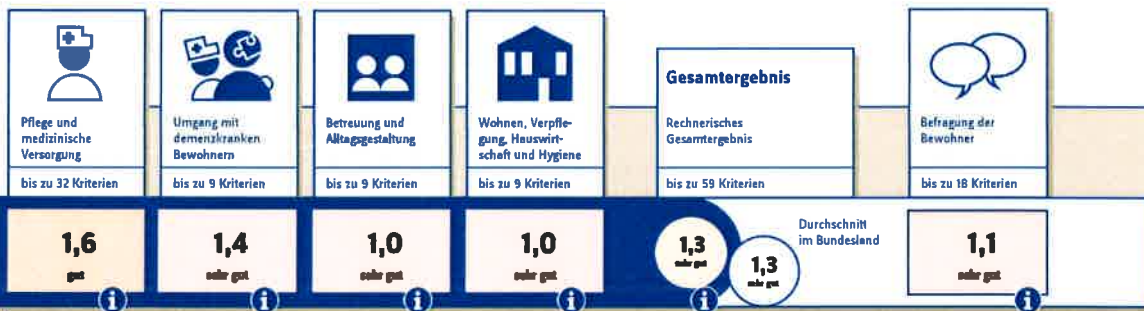 Pflege und
medizinische
Versorgung
bis zu 32 Kriterien
1,6
gut
Umgang mit
demenzkranken
Bewohnern
bis zu 9 Kriterien
1,4
sehr gut
Betreuung und
Alltagsgestaltung
bis zu 9 Kriterien
1,0
sehr gut
Wohnen, Verpfle-
gung, Hauswirt-
schaft und Hygiene
bis zu 9 Kriterien
1,0
sehr gut
Gesamtergebnis
Rechnerisches
Gesamtergebnis
bis zu 59 Kriterien
1,3
sehr gut
Durchschnitt
im Bundesland
1,3
sehr gut
Befragung der
Bewohner
bis zu 18 Kriterien
1,1
sehr gut